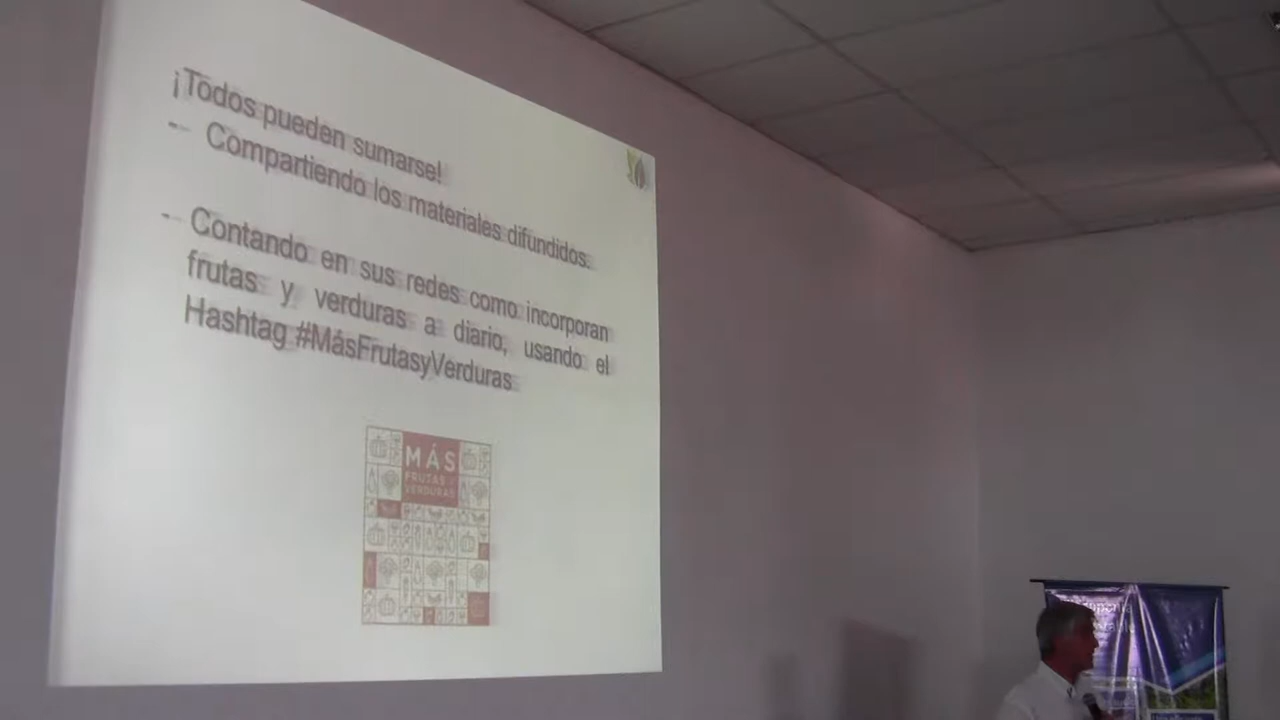 ¡Todos pueden sumarse!
- Compartiendo los materiales difundidos.
- Contando en sus redes como incorporan
frutas y verduras a diario, usando el
Hashtag #MásFrutasyVerduras
MÁS
FRUTAS Y
VERDURAS